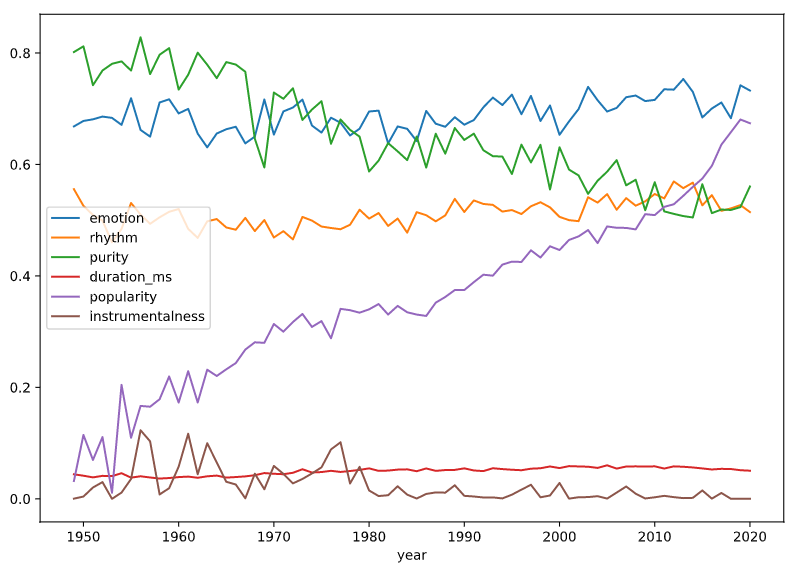 0.8
0.6
0.4
0.2
0.0
emotion
rhythm
purity
duration_ms
popularity
instrumentalness
1950 1960 1970 1980 1990 2000 2010 2020
year